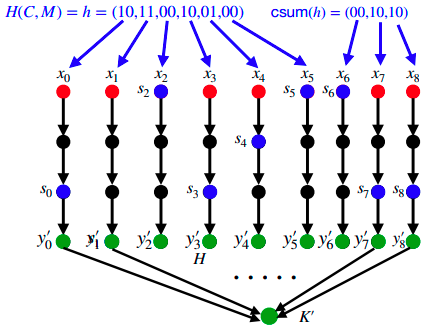 H(C,M) = h = (10,11,00,10,01,00) csum(h) = (00,10,10)
x₀ x₁ x₂ x₃ x₄ x₅ x₆ x₇ x₈
s₂ s₅ s₆
s₄
s₀ s₃ s₇ s₈
y′₀ y′₁ y′₂ y′₃ y′₄ y′₅ y′₆ y′₇ y′₈
H
.....
K′